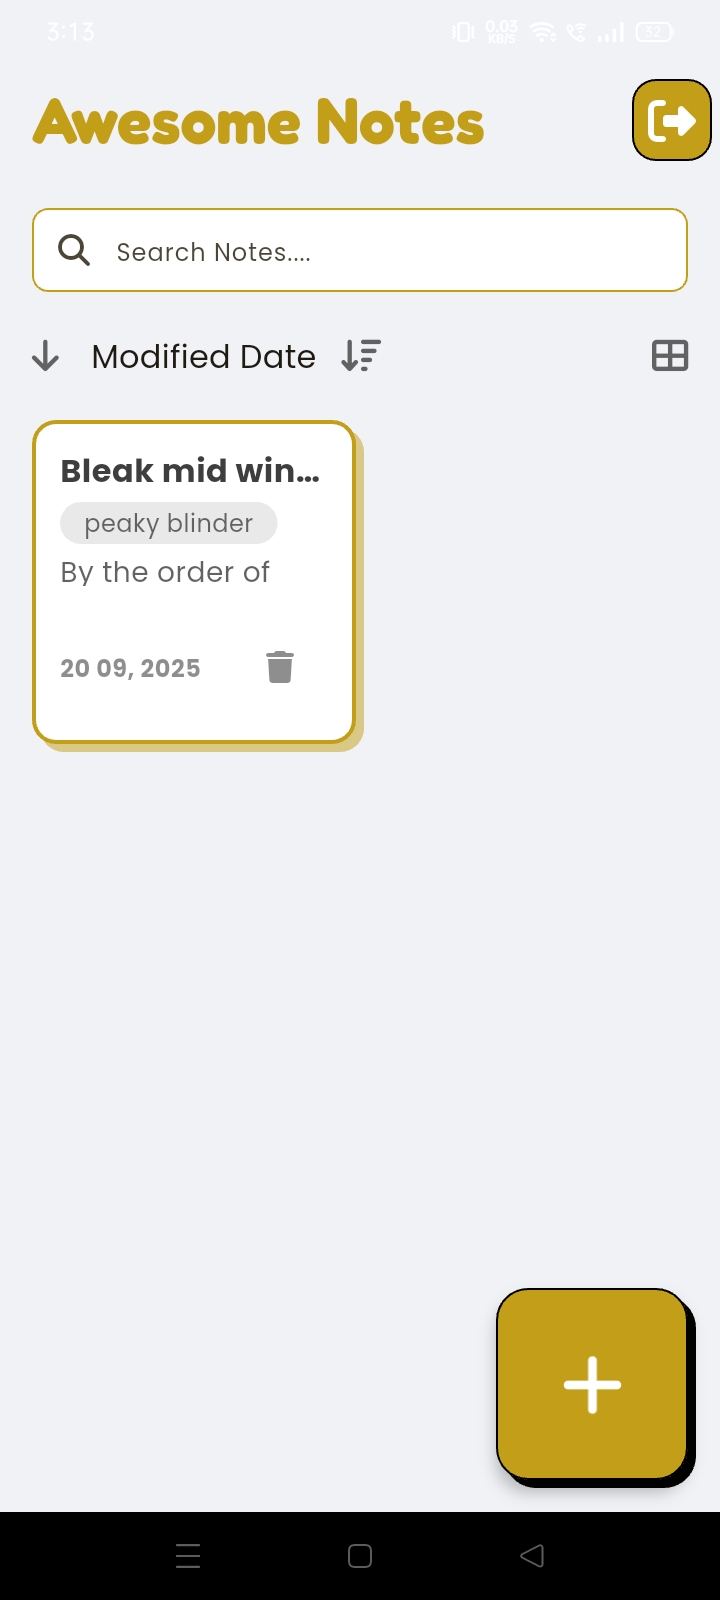 3:13
0.03
KB/S
32
Awesome Notes
Search Notes....
Modified Date
Bleak mid win...
peaky blinder
By the order of
20 09, 2025